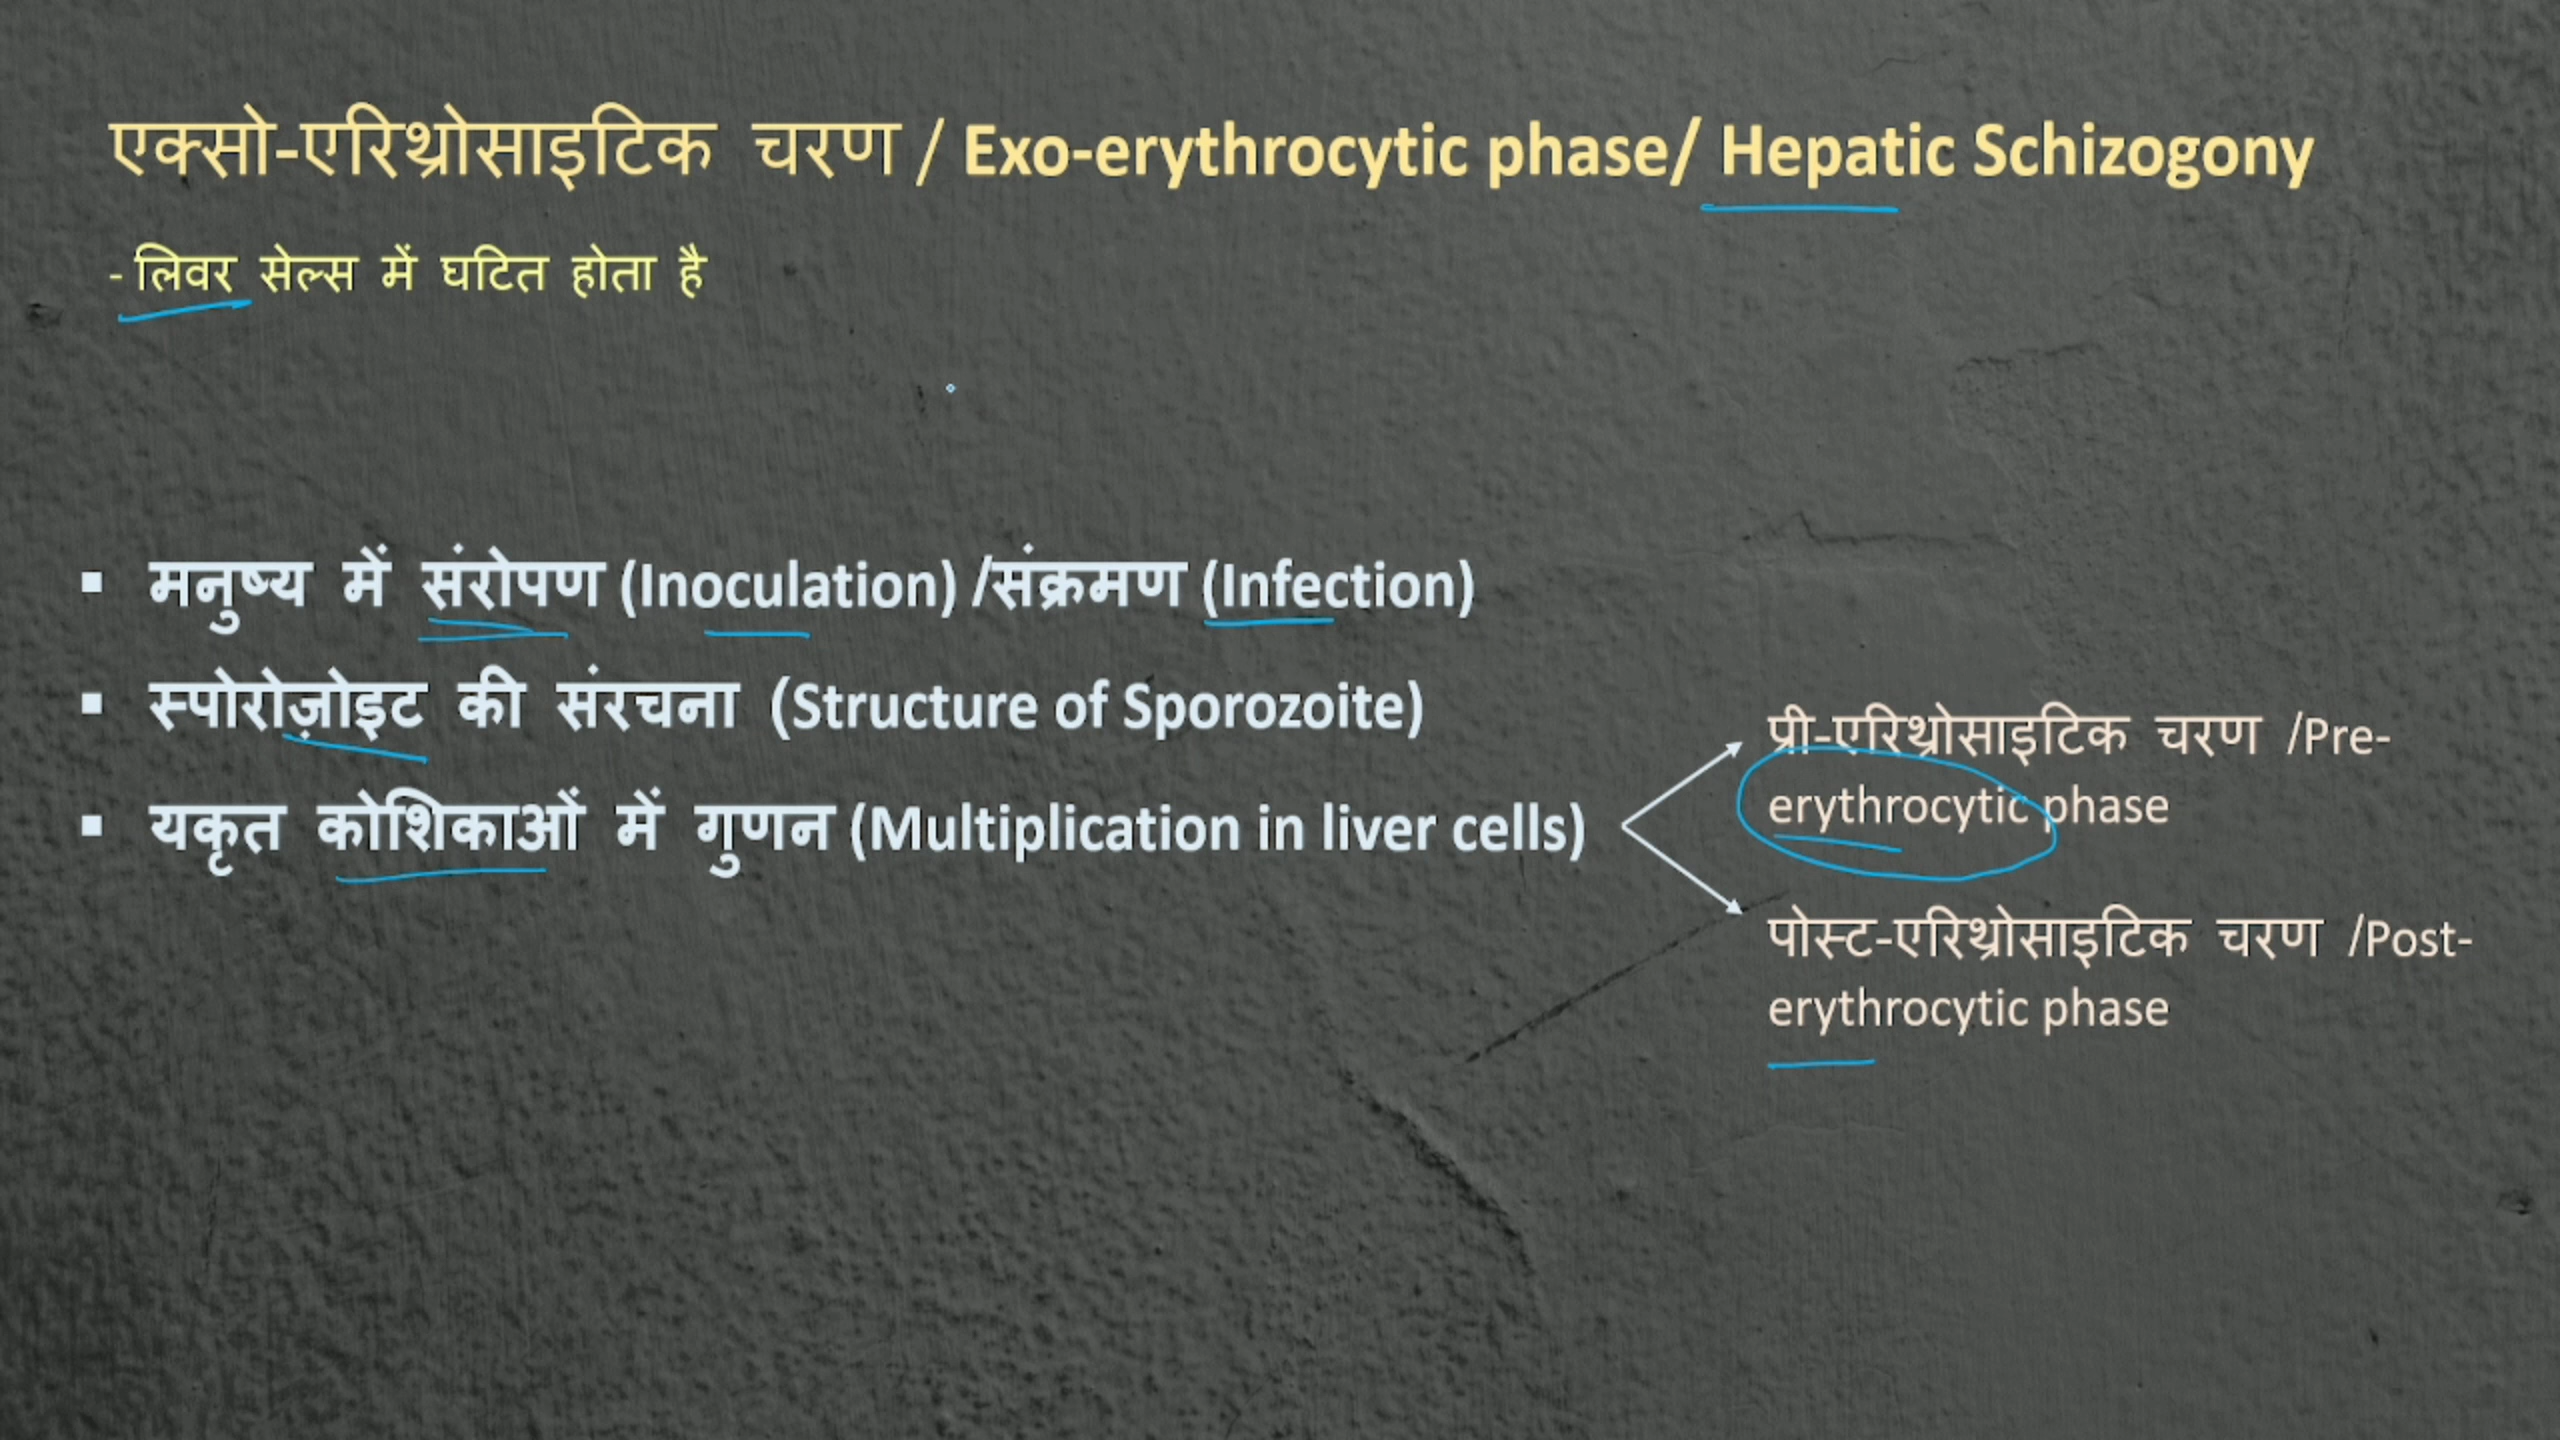 एक्सो-एरिथ्रोसाइटिक चरण / Exo-erythrocytic phase/ Hepatic Schizogony
- लिवर सेल्स में घटित होता है
▪ मनुष्य में संरोपण (Inoculation) /संक्रमण (Infection)
▪ स्पोरोज़ोइट की संरचना (Structure of Sporozoite)
▪ यकृत कोशिकाओं में गुणन (Multiplication in liver cells)
प्री-एरिथ्रोसाइटिक चरण /Pre-
erythrocytic phase
पोस्ट-एरिथ्रोसाइटिक चरण /Post-
erythrocytic phase